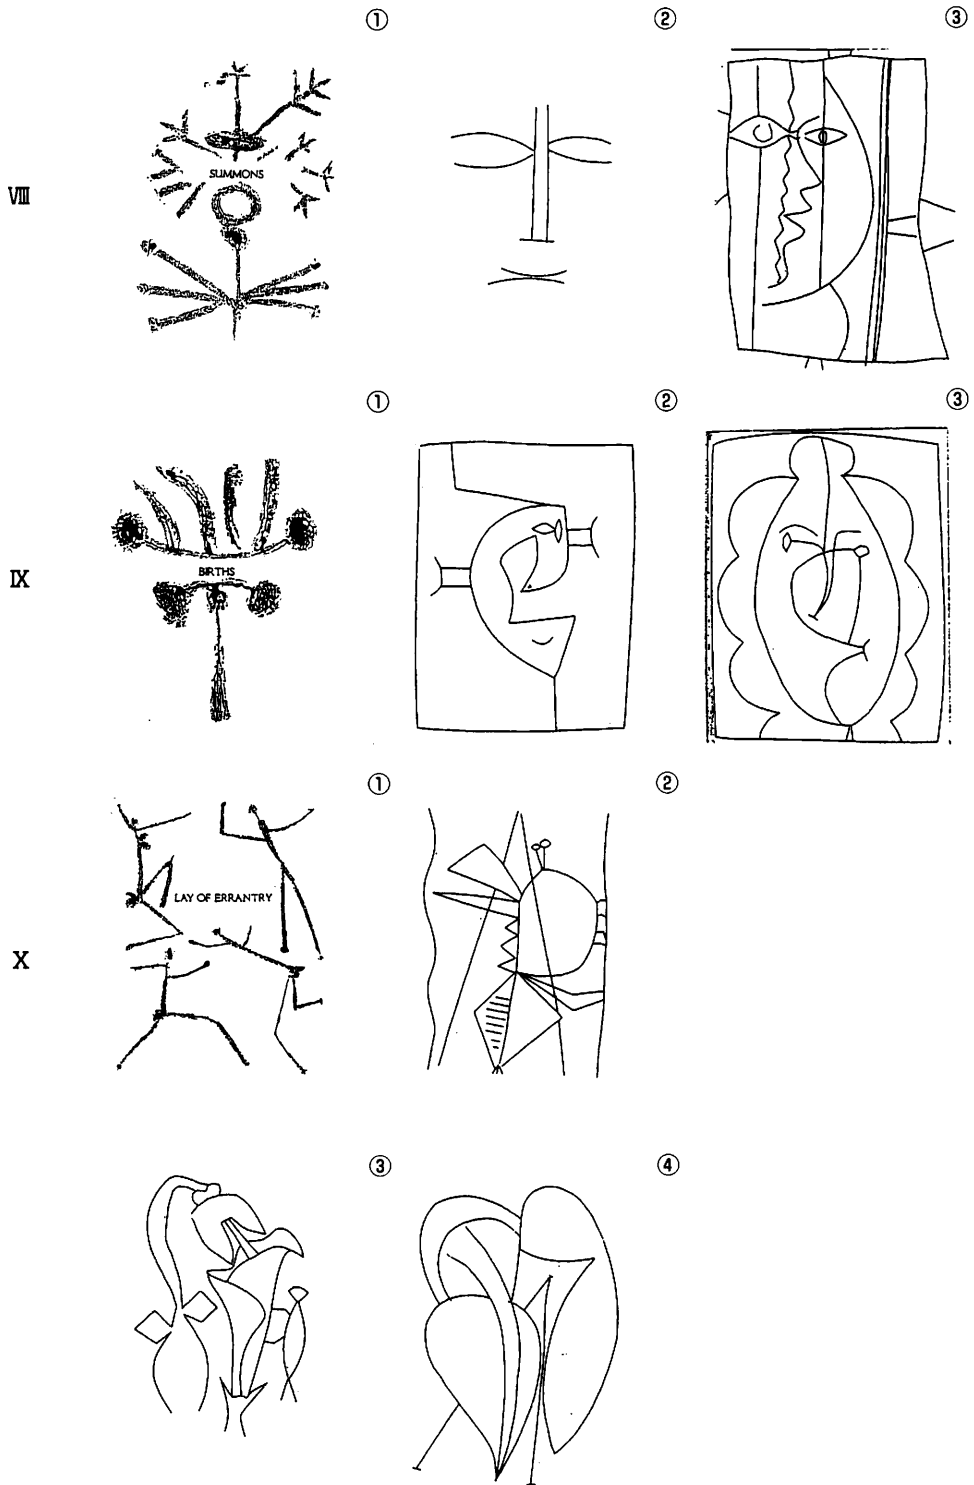 ① ② ③
VIII
SUMMONS
① ② ③
IX
BIRTHS
① ②
X
LAY OF ERRANTRY
③ ④